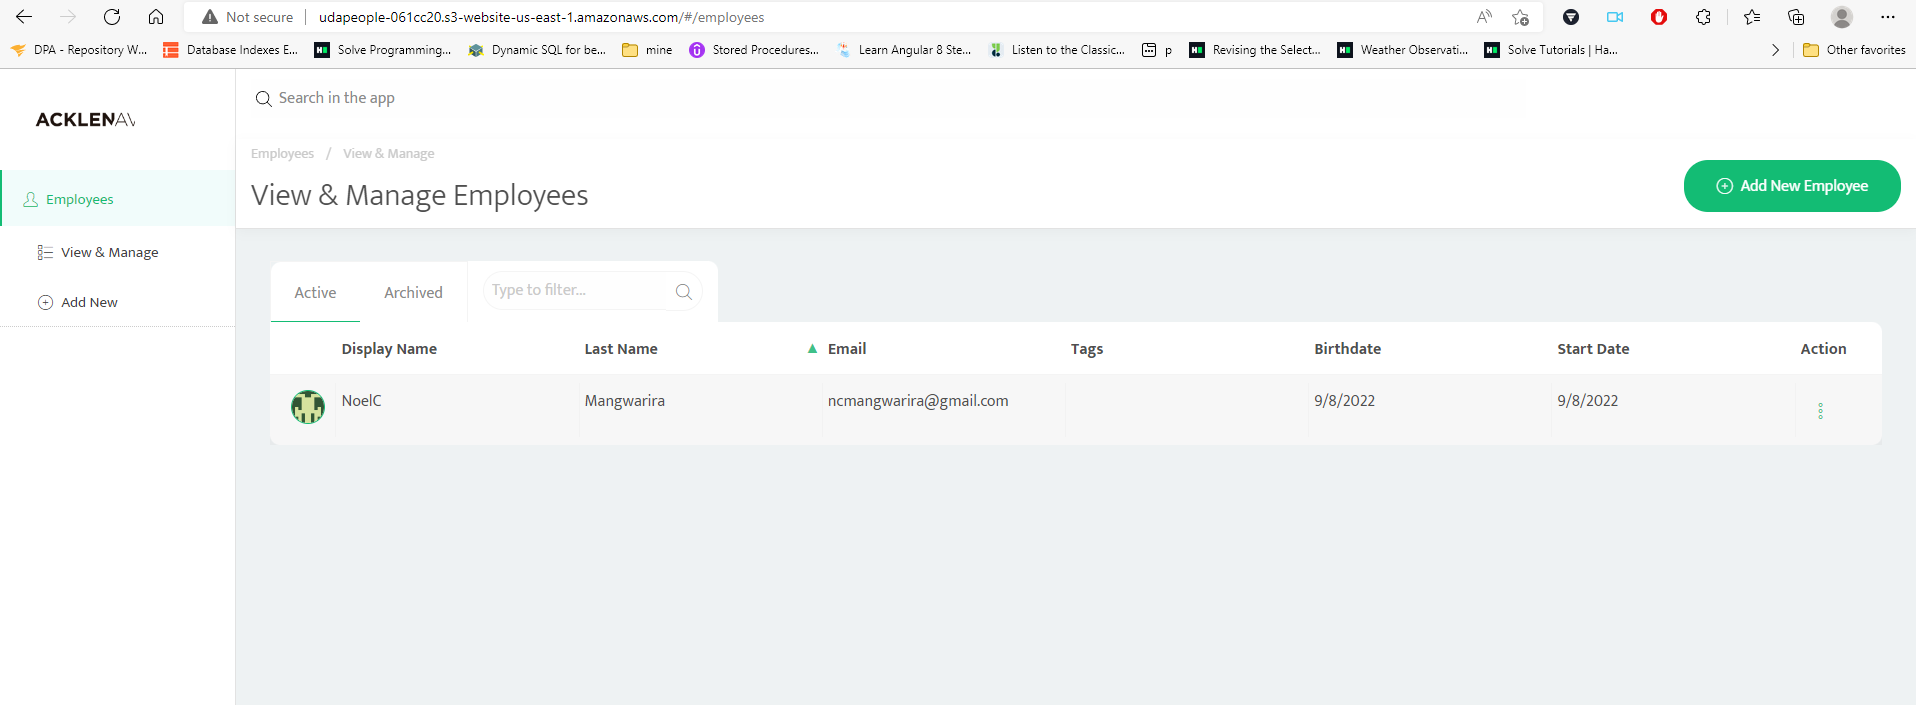 Not secure | udapeople-061cc20.s3-website-us-east-1.amazonaws.com/#/employees
DPA - Repository W... Database Indexes E... Solve Programming... Dynamic SQL for be... mine Stored Procedures... Learn Angular 8 Ste... Listen to the Classic... p Revising the Select... Weather Observati... Solve Tutorials | Ha... Other favorites
Search in the app
ACKLENAV
Employees / View & Manage
View & Manage Employees
Add New Employee
Employees
View & Manage
Add New
Active Archived Type to filter...
Display Name Last Name Email Tags Birthdate Start Date Action
NoelC Mangwarira ncmangwarira@gmail.com 9/8/2022 9/8/2022